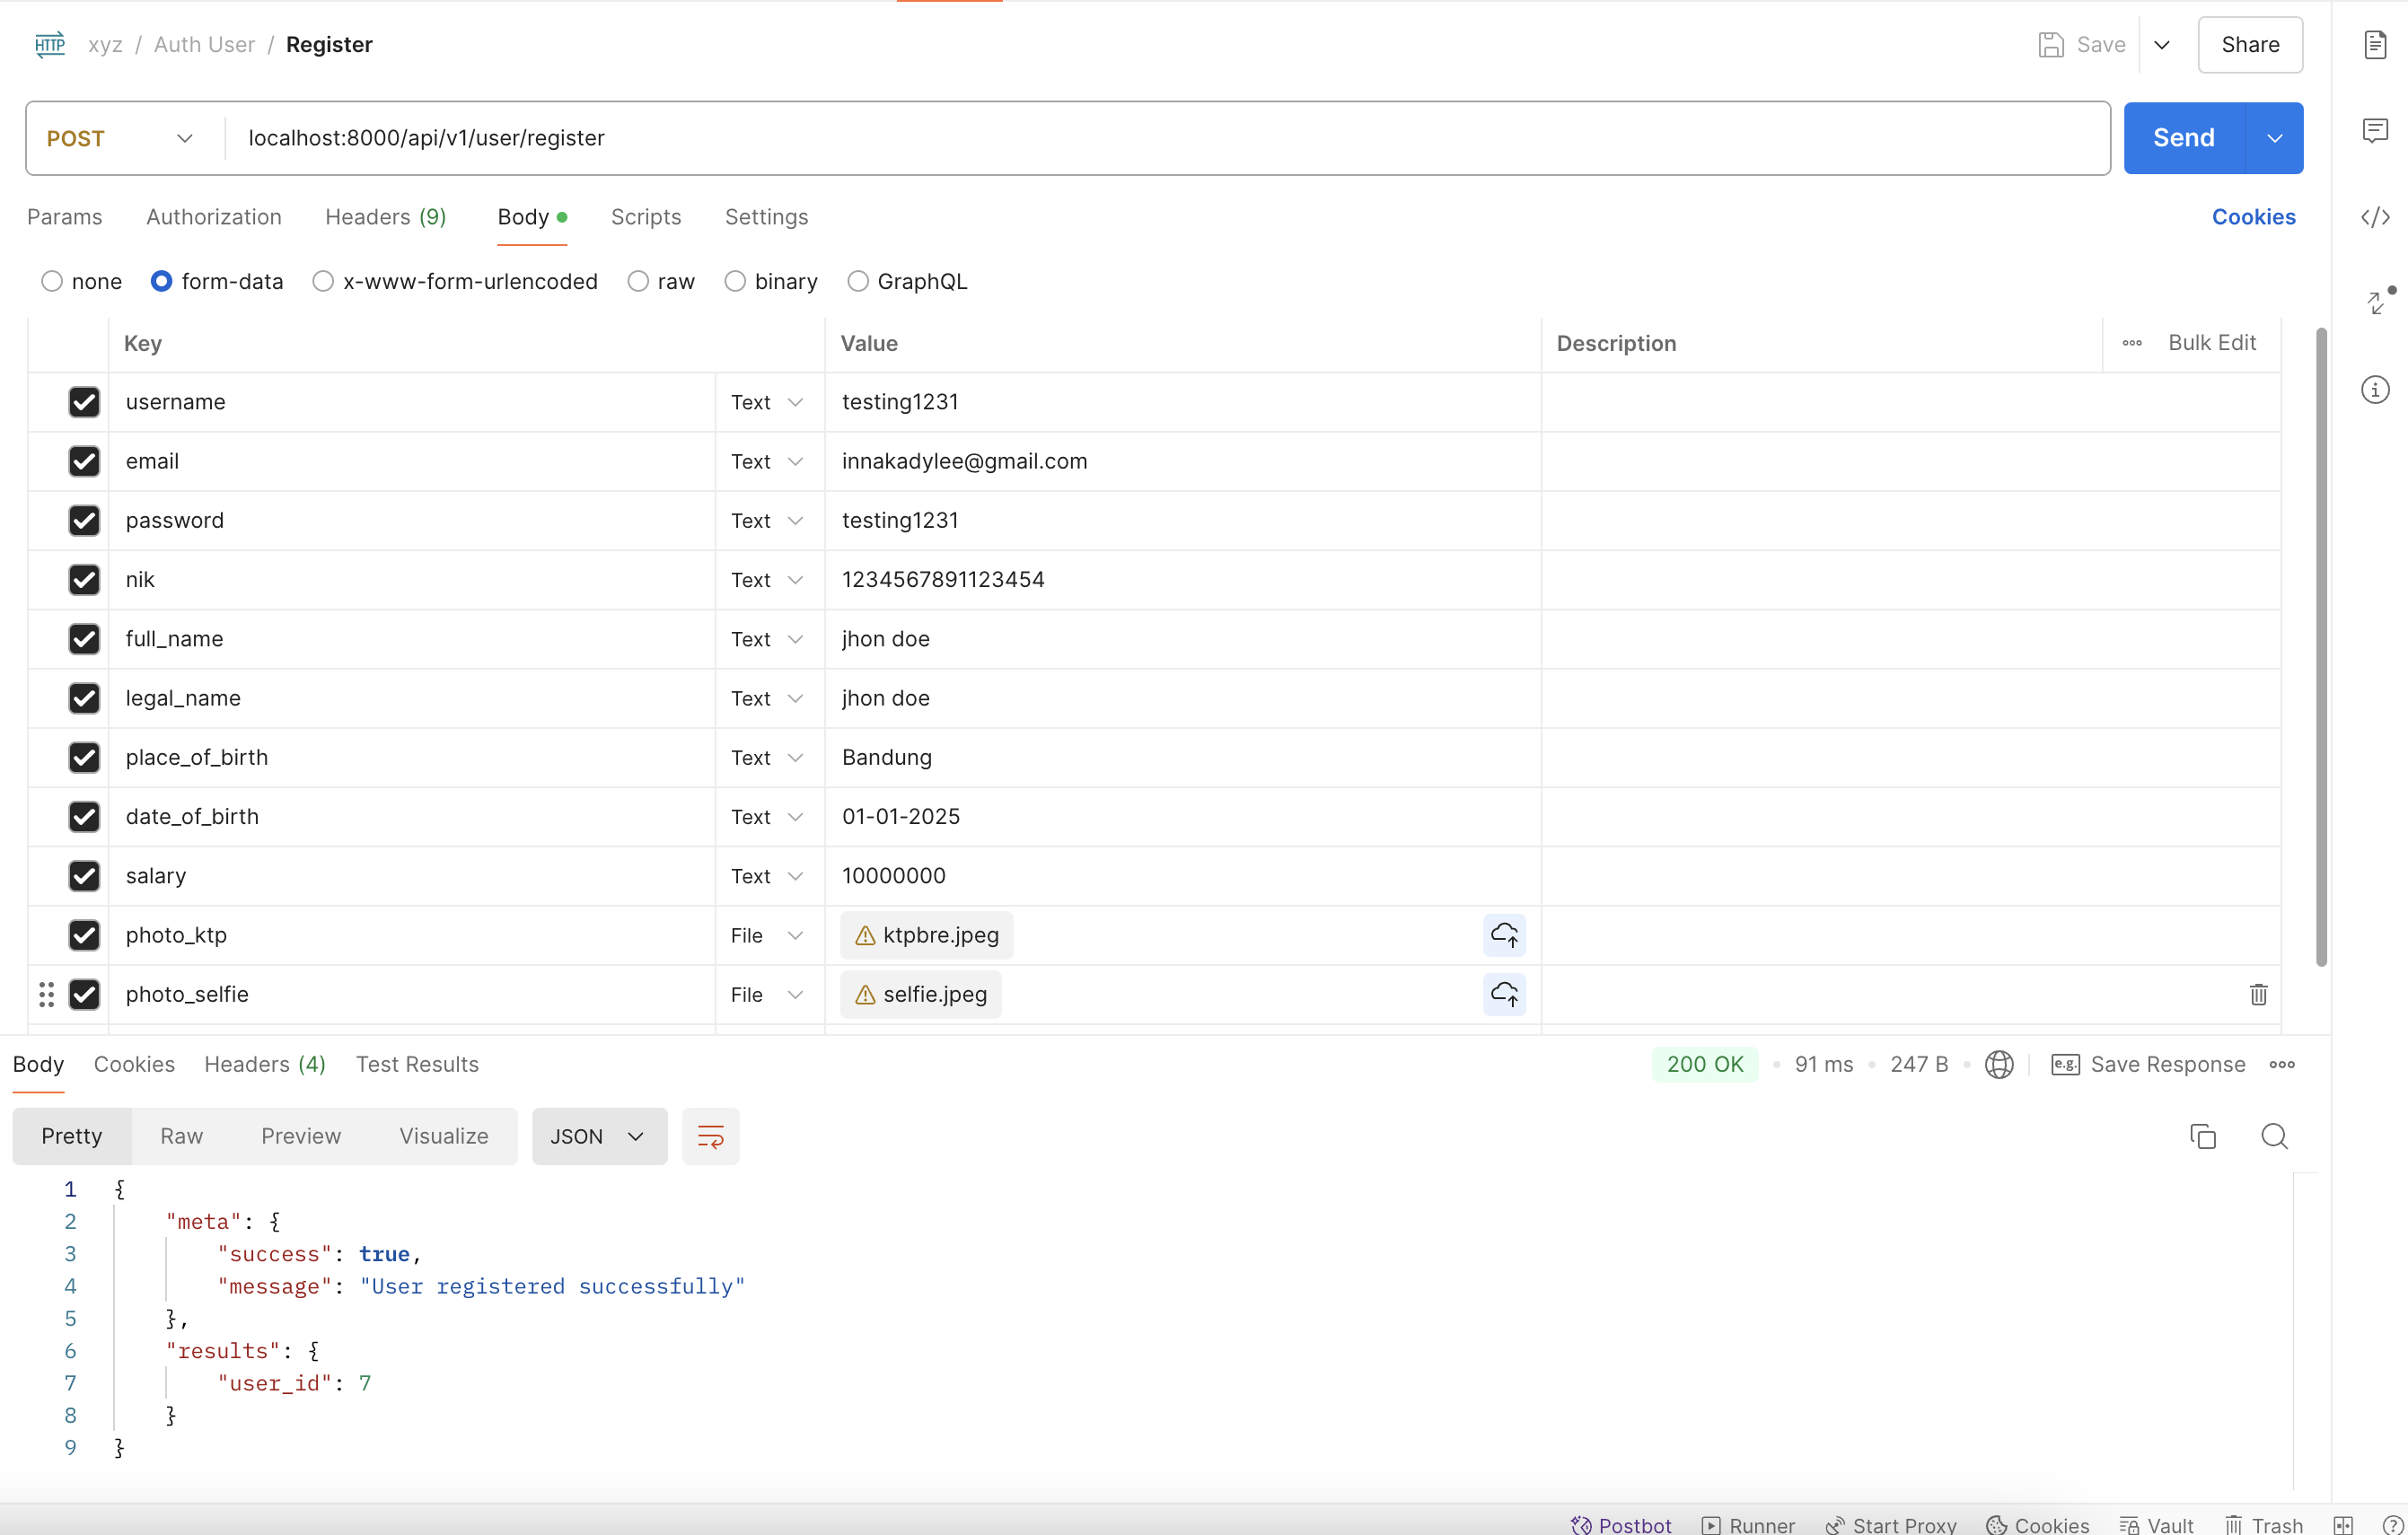 HTTP xyz / Auth User / Register Save Share
POST localhost:8000/api/v1/user/register Send
Params Authorization Headers (9) Body Scripts Settings Cookies
none form-data x-www-form-urlencoded raw binary GraphQL
Key Value Description Bulk Edit
username Text testing1231
email Text innakadylee@gmail.com
password Text testing1231
nik Text 1234567891123454
full_name Text jhon doe
legal_name Text jhon doe
place_of_birth Text Bandung
date_of_birth Text 01-01-2025
salary Text 10000000
photo_ktp File ktpbre.jpeg
photo_selfie File selfie.jpeg
Body Cookies Headers (4) Test Results 200 OK 91 ms 247 B e.g. Save Response
Pretty Raw Preview Visualize JSON
1 {
2 "meta": {
3 "success": true,
4 "message": "User registered successfully"
5 },
6 "results": {
7 "user_id": 7
8 }
9 }
Postbot Runner Start Proxy Cookies Vault Trash